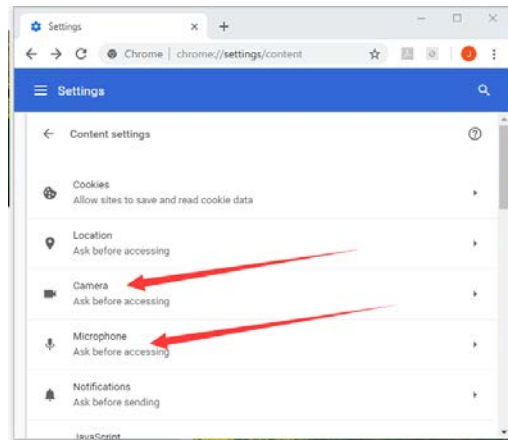 Settings
Chrome | chrome://settings/content
J
Settings
Content settings
Cookies
Allow sites to save and read cookie data
Location
Ask before accessing
Camera
Ask before accessing
Microphone
Ask before accessing
Notifications
Ask before sending
JavaScript